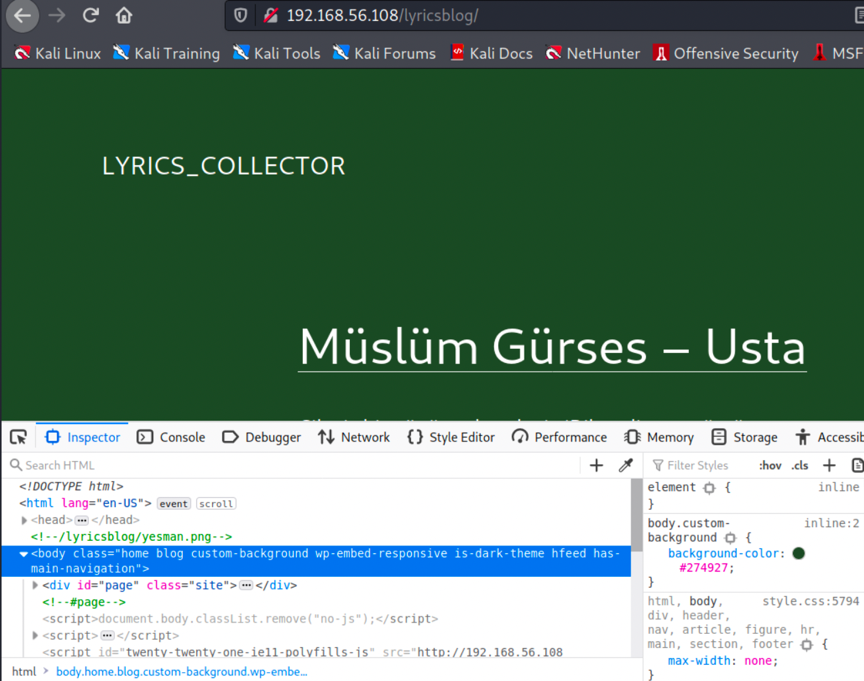 192.168.56.108/lyricsblog/
Kali Linux Kali Training Kali Tools Kali Forums Kali Docs NetHunter Offensive Security MSF
LYRICS_COLLECTOR
Müslüm Gürses – Usta
Inspector Console Debugger Network Style Editor Performance Memory Storage Accessib
Search HTML
Filter Styles :hov .cls
<!DOCTYPE html>
<html lang="en-US"> event scroll
<head> ⋯ </head>
<!--/lyricsblog/yesman.png-->
<body class="home blog custom-background wp-embed-responsive is-dark-theme hfeed has-
main-navigation">
<div id="page" class="site"> ⋯ </div>
<!--#page-->
<script>document.body.classList.remove("no-js");</script>
<script> ⋯ </script>
<script id="twenty-twenty-one-ie11-polyfills-js" src="http://192.168.56.108
html > body.home.blog.custom-background.wp-embe…
element { inline
}
body.custom- inline:2
background {
background-color:
#274927;
}
html, body, style.css:5794
div, header,
nav, article, figure, hr,
main, section, footer {
max-width: none;
}